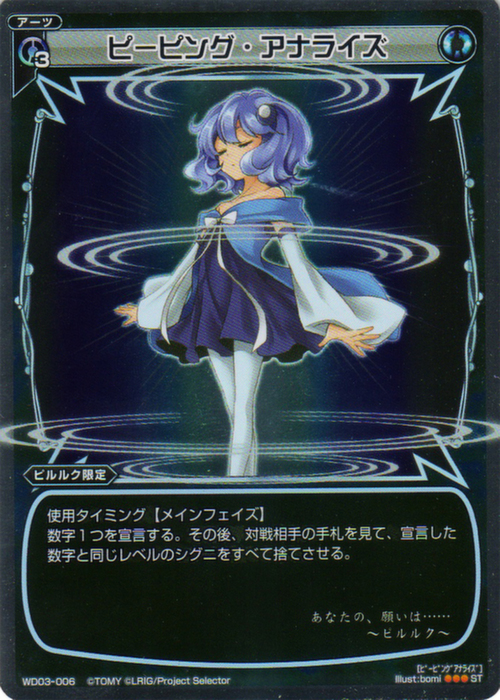 アーツ
3
ピーピング・アナライズ
ピルルク限定
使用タイミング【メインフェイズ】
数字１つを宣言する。その後、対戦相手の手札を見て、宣言した
数字と同じレベルのシグニをすべて捨てさせる。
あなたの、願いは……
～ピルルク～
[ピーピングアナライズ]
WD03-006 ©TOMY ©LRIG/Project Selector Illust:bomi ST